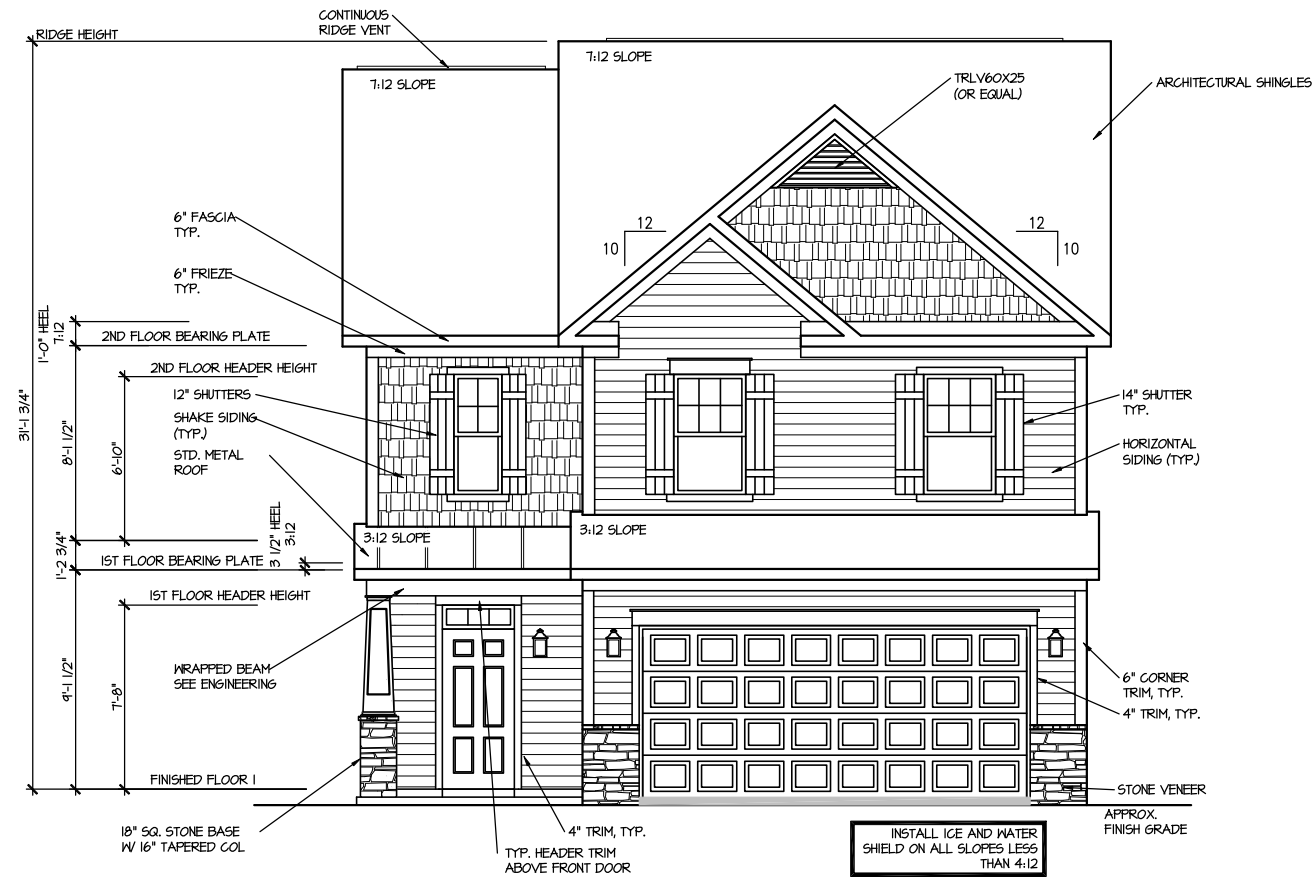 CONTINUOUS
RIDGE VENT
RIDGE HEIGHT
7:12 SLOPE
7:12 SLOPE
TRLV60X25
(OR EQUAL)
ARCHITECTURAL SHINGLES
6" FASCIA
TYP.
12
10
12
10
6" FRIEZE
TYP.
1'-0" HEEL
7:12
2ND FLOOR BEARING PLATE
2ND FLOOR HEADER HEIGHT
12" SHUTTERS
SHAKE SIDING
(TYP.)
STD. METAL
ROOF
14" SHUTTER
TYP.
HORIZONTAL
SIDING (TYP.)
31'-1 3/4"
8'-1 1/2"
6'-10"
3 1/2" HEEL
3:12
3:12 SLOPE
3:12 SLOPE
1'-2 3/4"
1ST FLOOR BEARING PLATE
1ST FLOOR HEADER HEIGHT
9'-1 1/2"
7'-8"
WRAPPED BEAM
SEE ENGINEERING
6" CORNER
TRIM, TYP.
4" TRIM, TYP.
FINISHED FLOOR 1
STONE VENEER
APPROX.
FINISH GRADE
18" SQ. STONE BASE
W/ 16" TAPERED COL
4" TRIM, TYP.
TYP. HEADER TRIM
ABOVE FRONT DOOR
INSTALL ICE AND WATER
SHIELD ON ALL SLOPES LESS
THAN 4:12